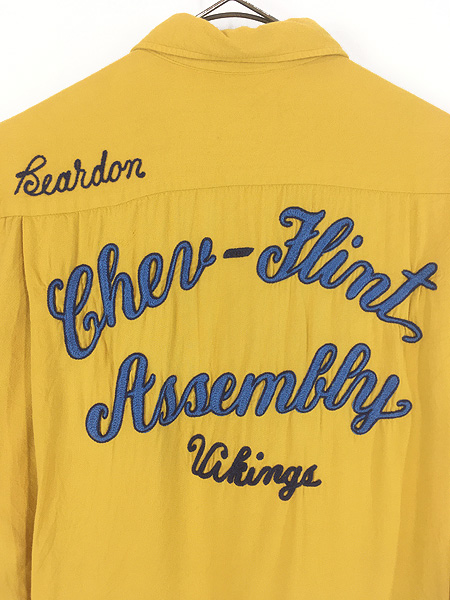 Beardon
Chev-Flint
Assembly
Vikings